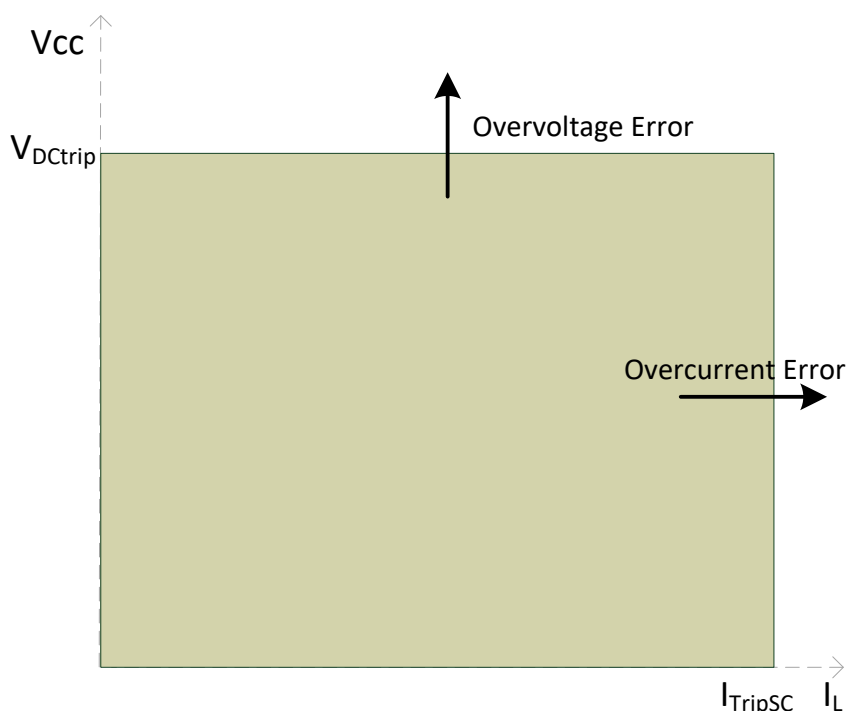 Vcc
Overvoltage Error
V_DCtrip
Overcurrent Error
I_TripSC I_L